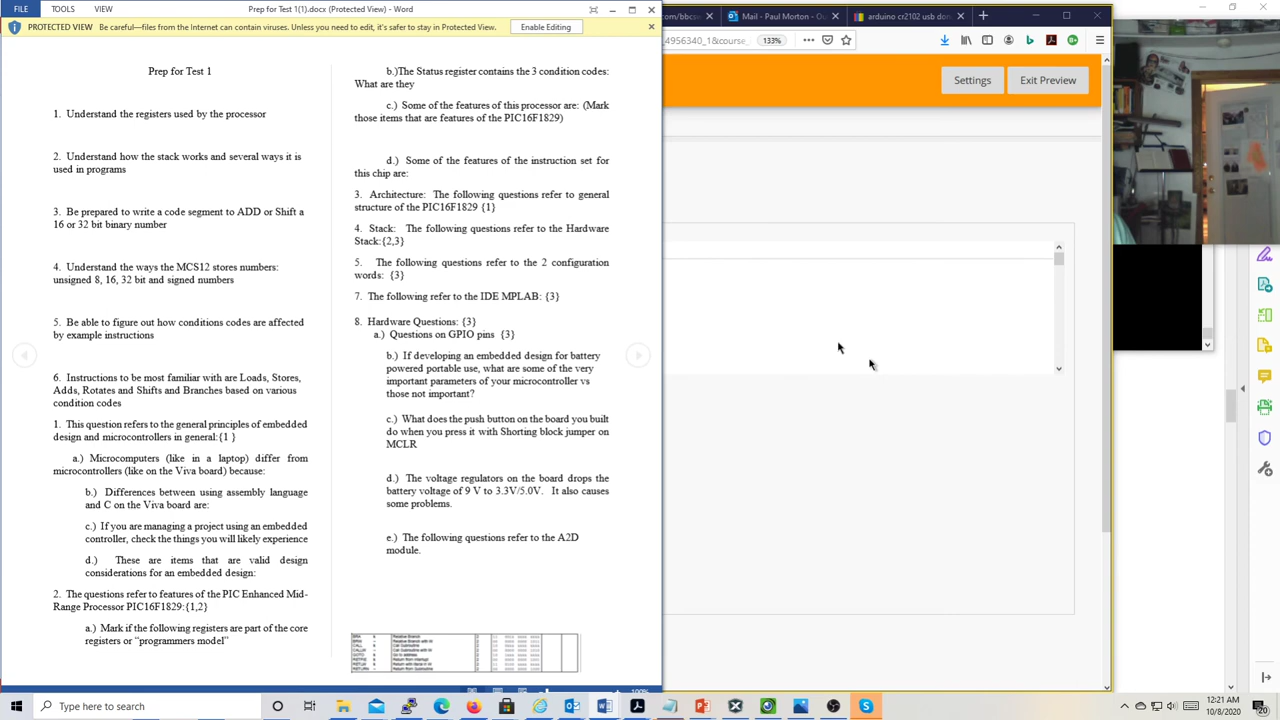 FILE TOOLS VIEW
Prep for Test 1(1).docx (Protected View) - Word
PROTECTED VIEW Be careful—files from the Internet can contain viruses. Unless you need to edit, it's safer to stay in Protected View. Enable Editing
Prep for Test 1
1. Understand the registers used by the processor
2. Understand how the stack works and several ways it is
used in programs
3. Be prepared to write a code segment to ADD or Shift a
16 or 32 bit binary number
4. Understand the ways the MCS12 stores numbers:
unsigned 8, 16, 32 bit and signed numbers
5. Be able to figure out how conditions codes are affected
by example instructions
6. Instructions to be most familiar with are Loads, Stores,
Adds, Rotates and Shifts and Branches based on various
condition codes
1. This question refers to the general principles of embedded
design and microcontrollers in general:{1 }
a.) Microcomputers (like in a laptop) differ from
microcontrollers (like on the Viva board) because:
b.) Differences between using assembly language
and C on the Viva board are:
c.) If you are managing a project using an embedded
controller, check the things you will likely experience
d.) These are items that are valid design
considerations for an embedded design:
2. The questions refer to features of the PIC Enhanced Mid-
Range Processor PIC16F1829:{1,2}
a.) Mark if the following registers are part of the core
registers or "programmers model"
b.)The Status register contains the 3 condition codes:
What are they
c.) Some of the features of this processor are: (Mark
those items that are features of the PIC16F1829)
d.) Some of the features of the instruction set for
this chip are:
3. Architecture: The following questions refer to general
structure of the PIC16F1829 {1}
4. Stack: The following questions refer to the Hardware
Stack:{2,3}
5. The following questions refer to the 2 configuration
words: {3}
7. The following refer to the IDE MPLAB: {3}
8. Hardware Questions: {3}
a.) Questions on GPIO pins {3}
b.) If developing an embedded design for battery
powered portable use, what are some of the very
important parameters of your microcontroller vs
those not important?
c.) What does the push button on the board you built
do when you press it with Shorting block jumper on
MCLR
d.) The voltage regulators on the board drops the
battery voltage of 9 V to 3.3V/5.0V. It also causes
some problems.
e.) The following questions refer to the A2D
module.
100%
.com/bbcsw
Mail - Paul Morton - Ou
arduino cr2102 usb don
_4956340_1&course_
133%
Settings Exit Preview
Type here to search
12:21 AM
10/8/2020